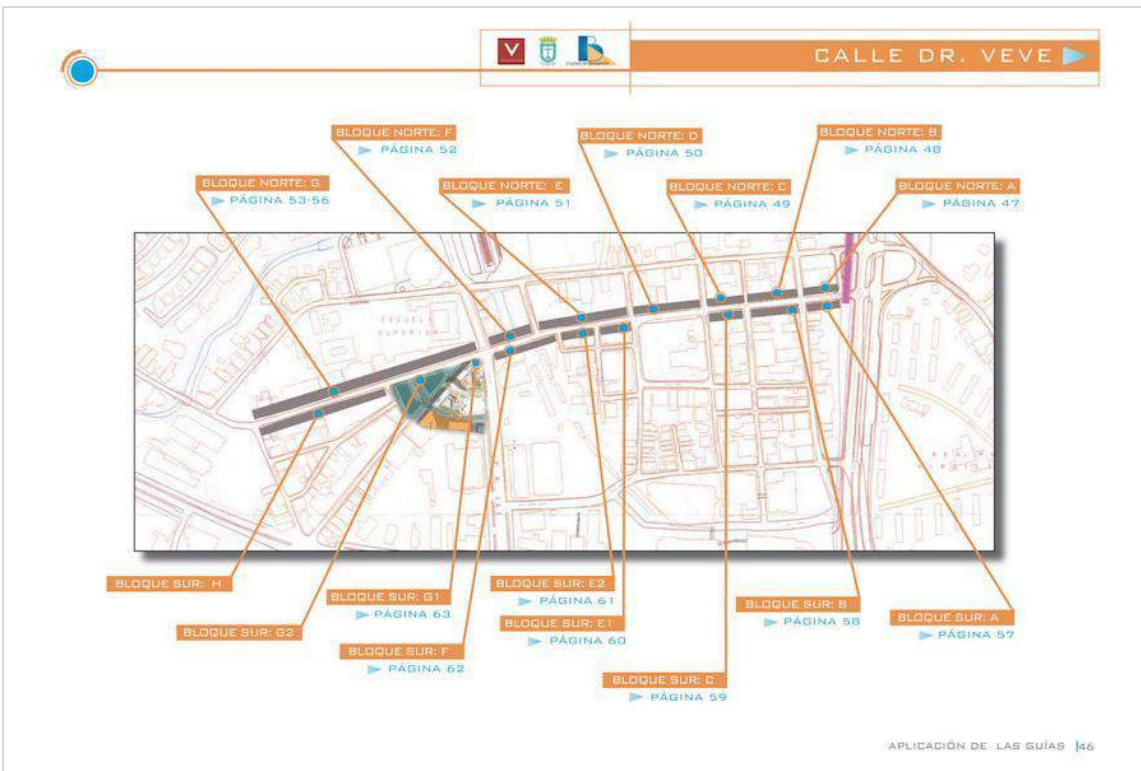 V
CALLE DR. VEVE
BLOQUE NORTE: F
PÁGINA 52
BLOQUE NORTE: D
PÁGINA 50
BLOQUE NORTE: B
PÁGINA 48
BLOQUE NORTE: G
PÁGINA 53-56
BLOQUE NORTE: E
PÁGINA 51
BLOQUE NORTE: C
PÁGINA 49
BLOQUE NORTE: A
PÁGINA 47
ESCUELA
SUPERIOR
BLOQUE SUR: H
BLOQUE SUR: G2
BLOQUE SUR: G1
PÁGINA 63
BLOQUE SUR: F
PÁGINA 62
BLOQUE SUR: E2
PÁGINA 61
BLOQUE SUR: E1
PÁGINA 60
BLOQUE SUR: C
PÁGINA 59
BLOQUE SUR: B
PÁGINA 58
BLOQUE SUR: A
PÁGINA 57
APLICACIÓN DE LAS GUÍAS |46